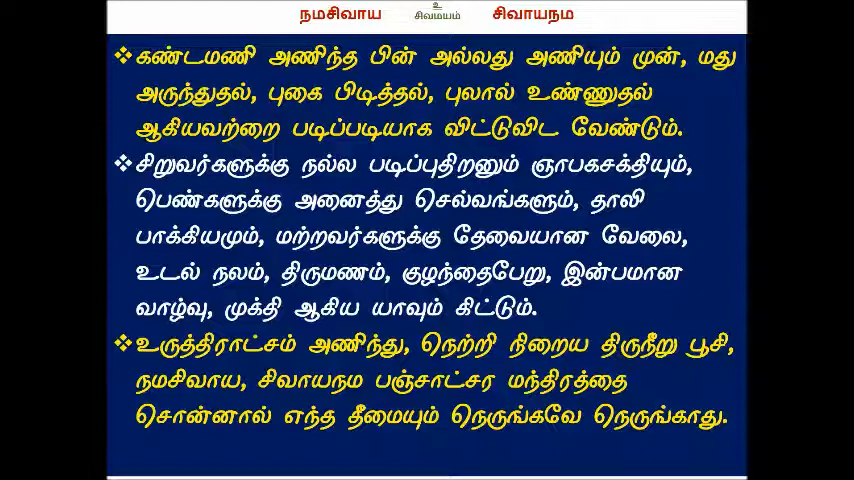 நமசிவாய உ சிவாயநம
சிவமயம்
❖கண்டமணி அணிந்த பின் அல்லது அணியும் முன், மது
அருந்துதல், புகை பிடித்தல், புலால் உண்ணுதல்
ஆகியவற்றை படிப்படியாக விட்டுவிட வேண்டும்.
❖சிறுவர்களுக்கு நல்ல படிப்புதிறனும் ஞாபகசக்தியும்,
பெண்களுக்கு அனைத்து செல்வங்களும், தாலி
பாக்கியமும், மற்றவர்களுக்கு தேவையான வேலை,
உடல் நலம், திருமணம், குழந்தைபேறு, இன்பமான
வாழ்வு, முக்தி ஆகிய யாவும் கிட்டும்.
❖உருத்திராட்சம் அணிந்து, நெற்றி நிறைய திருநீறு பூசி,
நமசிவாய, சிவாயநம பஞ்சாட்சர மந்திரத்தை
சொன்னால் எந்த தீமையும் நெருங்கவே நெருங்காது.